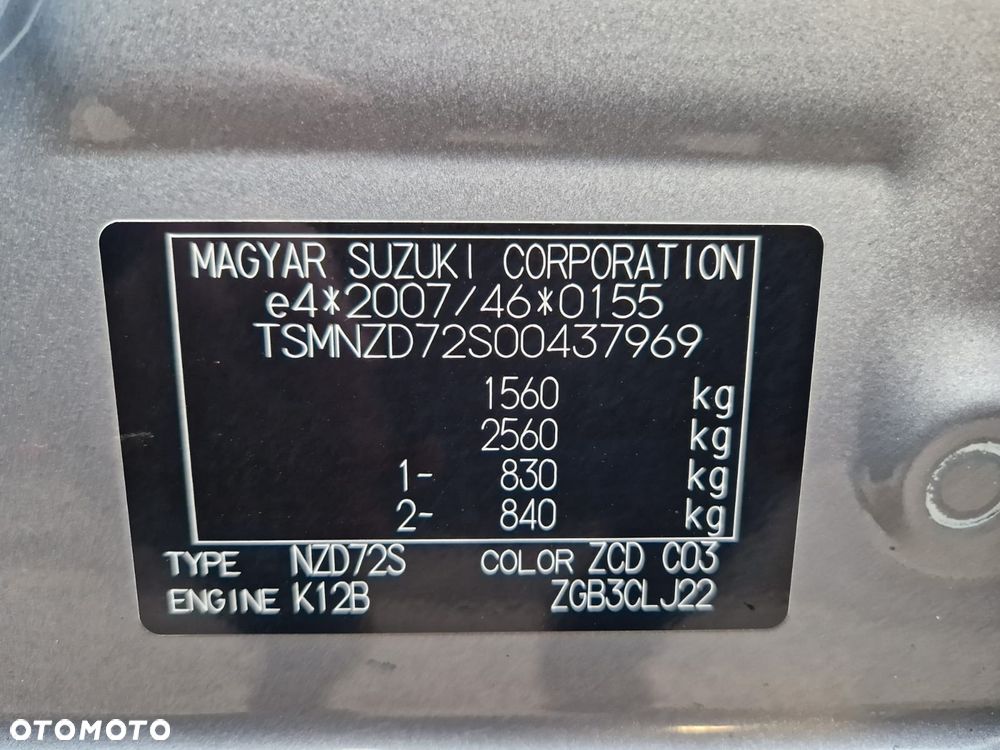 MAGYAR SUZUKI CORPORATION
e4*2007/46*0155
TSMNZD72S00437969
1560 kg
2560 kg
1- 830 kg
2- 840 kg
TYPE NZD72S COLOR ZCD C03
ENGINE K12B ZGB3CLJ22
OTOMOTO